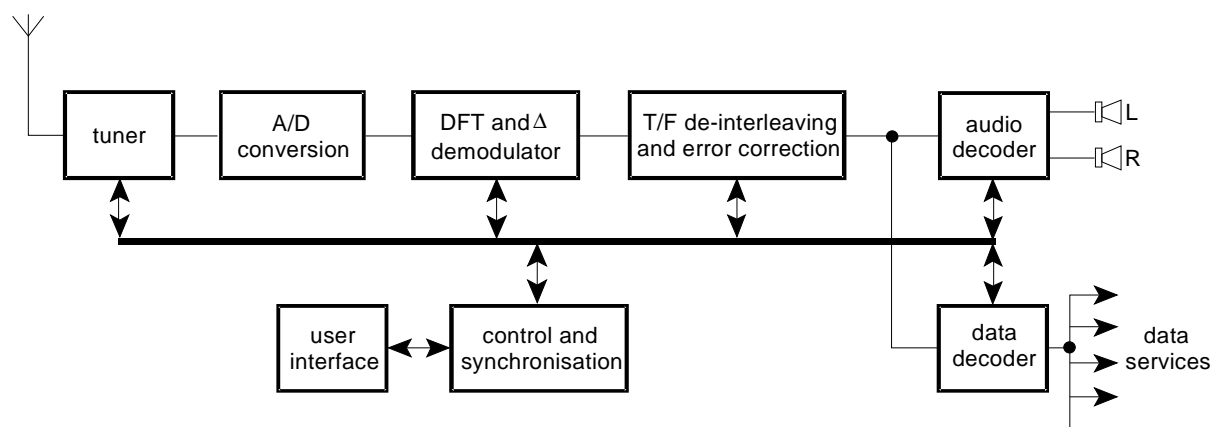 tuner
A/D
conversion
DFT and Δ
demodulator
T/F de-interleaving
and error correction
audio
decoder
L
R
user
interface
control and
synchronisation
data
decoder
data
services